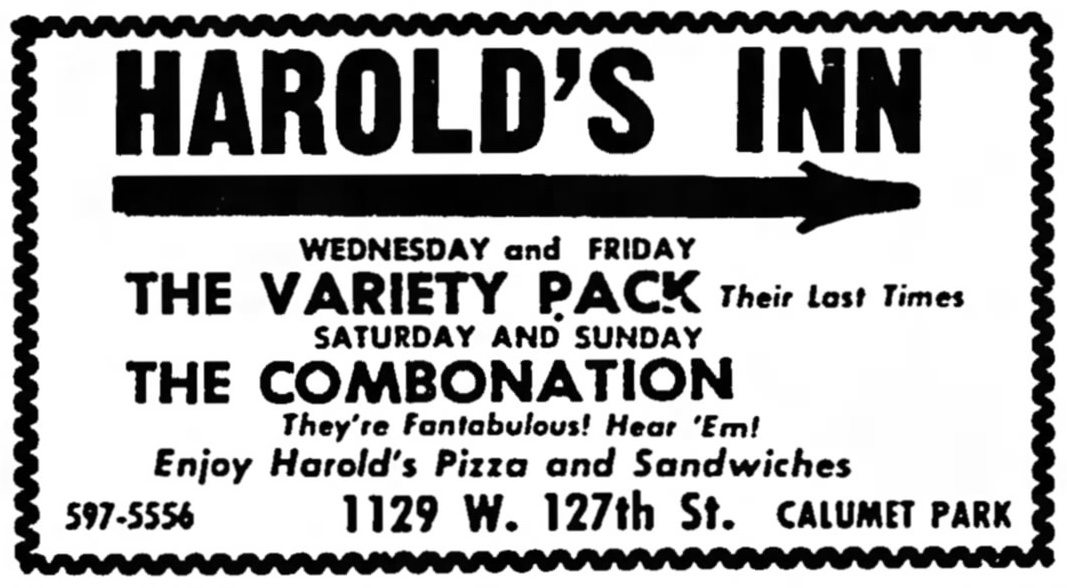 HAROLD'S INN
WEDNESDAY and FRIDAY
THE VARIETY PACK Their Last Times
SATURDAY AND SUNDAY
THE COMBONATION
They're Fantabulous! Hear 'Em!
Enjoy Harold's Pizza and Sandwiches
597-5556 1129 W. 127th St. CALUMET PARK